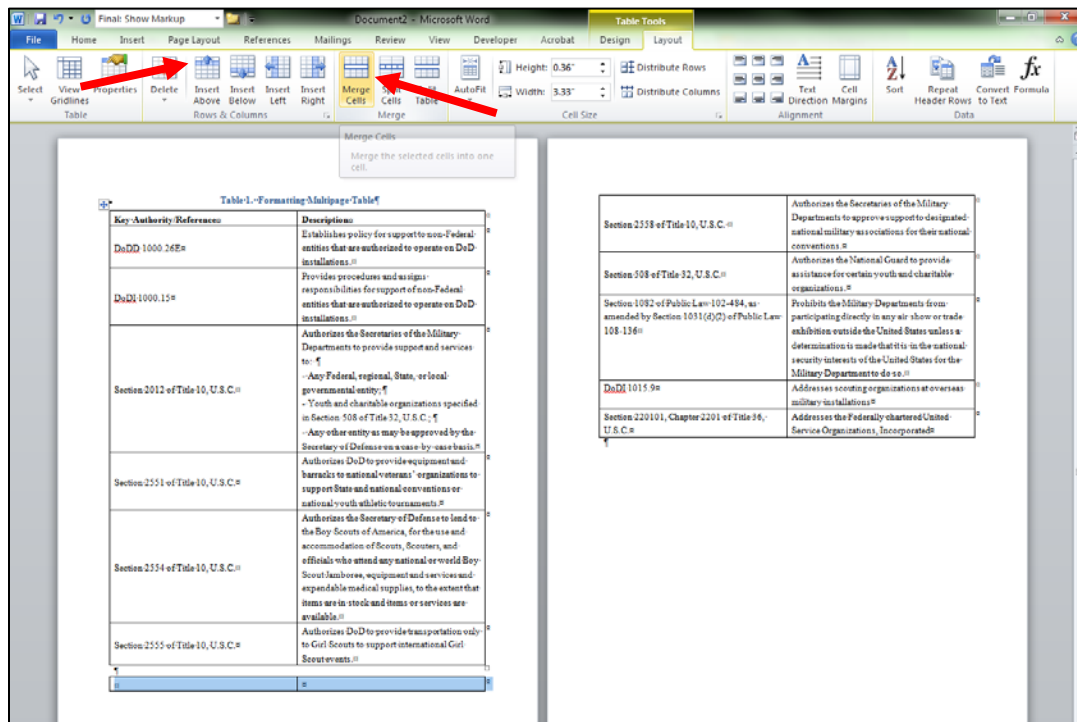 Final: Show Markup
Document2 - Microsoft Word
Table Tools
File Home Insert Page Layout References Mailings Review View Developer Acrobat Design Layout
Select View Gridlines Properties
Table
Delete Insert Above Insert Below Insert Left Insert Right
Rows & Columns
Merge Cells Split Cells Split Table
Merge
AutoFit Height: 0.36" Distribute Rows
Width: 3.33" Distribute Columns
Cell Size
Text Direction Cell Margins
Alignment
Sort Repeat Header Rows Convert to Text Formula
Data
Merge Cells
Merge the selected cells into one
cell.
Table 1. Formatting Multipage Table
Key Authority/References Descriptions
DoDD 1000.26E
Establishes policy for support to non-Federal
entities that are authorized to operate on DoD
installations.
DoDI 1000.15
Provides procedures and assigns
responsibilities for support of non-Federal
entities that are authorized to operate on DoD
installations.
Section 2012 of Title 10, U.S.C.
Authorizes the Secretaries of the Military
Departments to provide support and services
to:
- Any Federal, regional, State, or local
governmental entity;
- Youth and charitable organizations specified
in Section 508 of Title 32, U.S.C.;
- Any other entity as may be approved by the
Secretary of Defense on a case-by-case basis.
Section 2551 of Title 10, U.S.C.
Authorizes DoD to provide equipment and
barracks to national veterans' organizations to
support State and national conventions or
national youth athletic tournaments.
Section 2554 of Title 10, U.S.C.
Authorizes the Secretary of Defense to lend to
the Boy Scouts of America, for the use and
accommodation of Scouts, Scouters, and
officials who attend any national or world Boy
Scout Jamboree, equipment and services and
expendable medical supplies, to the extent that
items are in stock and items or services are
available.
Section 2555 of Title 10, U.S.C.
Authorizes DoD to provide transportation only
to Girl Scouts to support international Girl
Scout events.
Section 2558 of Title 10, U.S.C.
Authorizes the Secretaries of the Military
Departments to approve support to designated
national military associations for their national
conventions.
Section 508 of Title 32, U.S.C.
Authorizes the National Guard to provide
assistance for certain youth and charitable
organizations.
Section 1082 of Public Law 102-484, as
amended by Section 1031(d)(2) of Public Law
108-136
Prohibits the Military Departments from
participating directly in any air show or trade
exhibition outside the United States unless a
determination is made that it is in the national
security interests of the United States for the
Military Department to do so.
DoDI 1015.9
Addresses scouting organizations at overseas
military installations
Section 220101, Chapter 2201 of Title 36,
U.S.C.
Addresses the Federally chartered United
Service Organizations, Incorporated